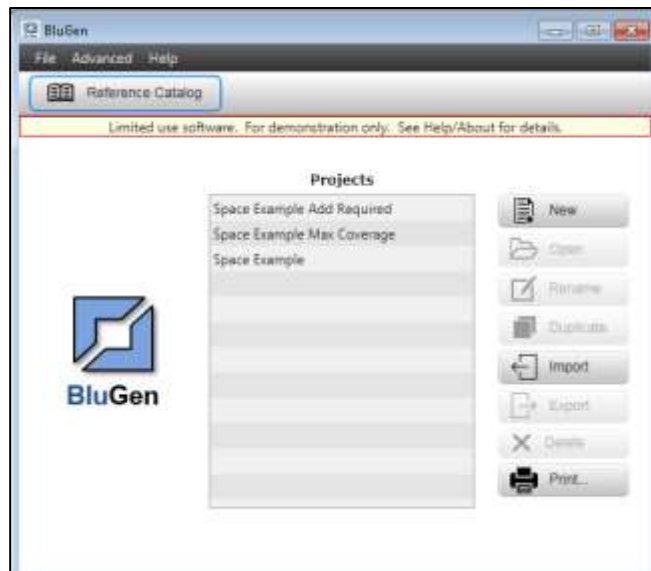 BluGen
File Advanced Help
Reference Catalog
Limited use software. For demonstration only. See Help/About for details.
Projects
Space Example Add Required
Space Example Max Coverage
Space Example
New
Open
Rename
Duplicate
Import
Export
Delete
Print...
BluGen